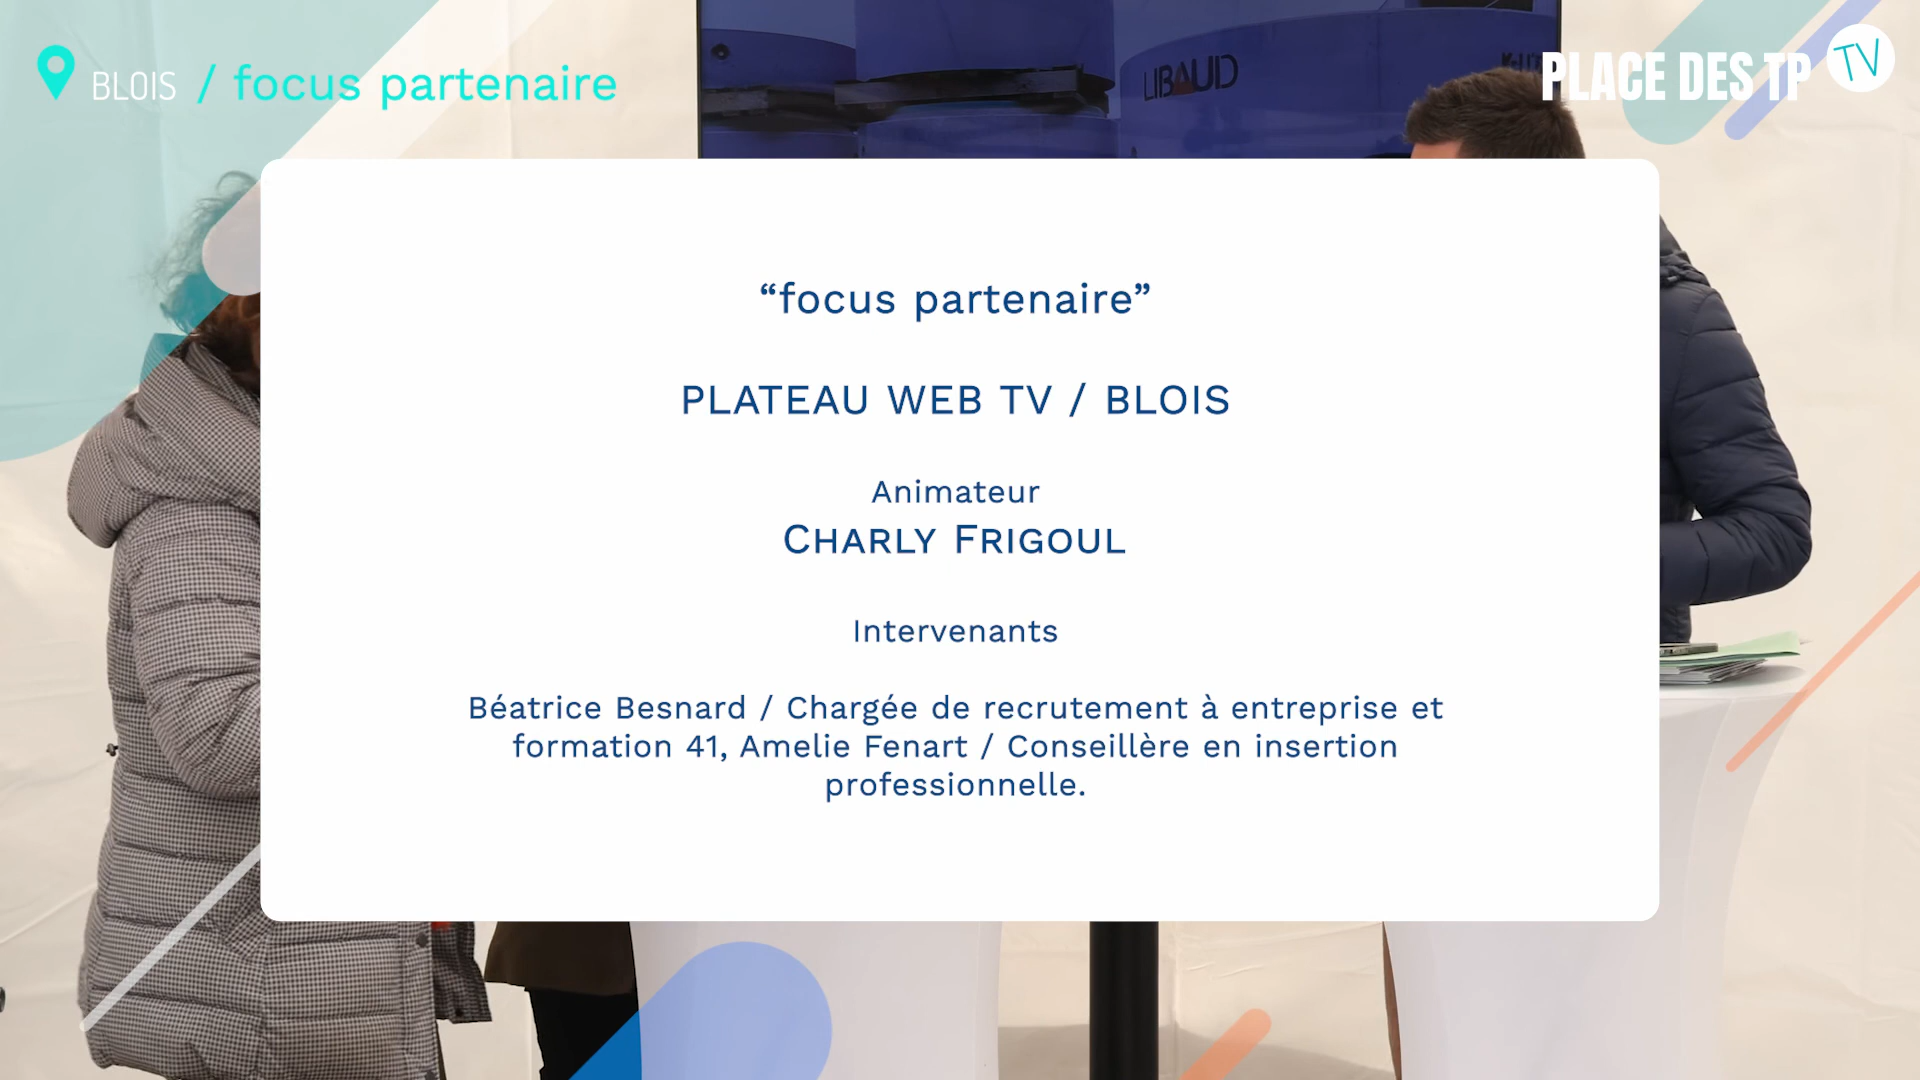 BLOIS / focus partenaire
PLACE DES TP TV
LIBAUD
“focus partenaire”
PLATEAU WEB TV / BLOIS
Animateur
CHARLY FRIGOUL
Intervenants
Béatrice Besnard / Chargée de recrutement à entreprise et
formation 41, Amelie Fenart / Conseillère en insertion
professionnelle.